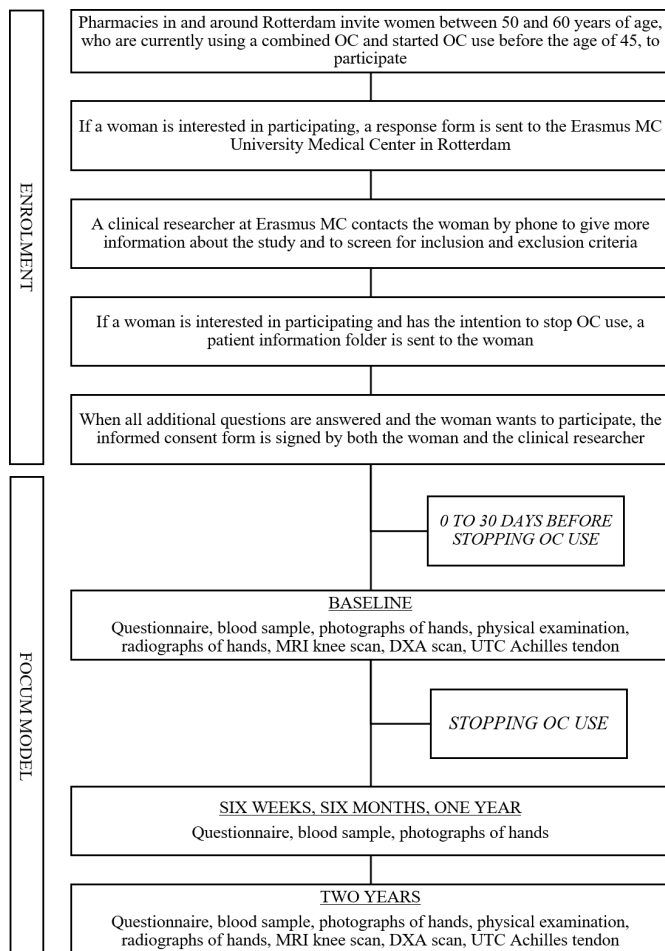 ENROLMENT
Pharmacies in and around Rotterdam invite women between 50 and 60 years of age,
who are currently using a combined OC and started OC use before the age of 45, to
participate
If a woman is interested in participating, a response form is sent to the Erasmus MC
University Medical Center in Rotterdam
A clinical researcher at Erasmus MC contacts the woman by phone to give more
information about the study and to screen for inclusion and exclusion criteria
If a woman is interested in participating and has the intention to stop OC use, a
patient information folder is sent to the woman
When all additional questions are answered and the woman wants to participate, the
informed consent form is signed by both the woman and the clinical researcher
FOCUM MODEL
0 TO 30 DAYS BEFORE
STOPPING OC USE
BASELINE
Questionnaire, blood sample, photographs of hands, physical examination,
radiographs of hands, MRI knee scan, DXA scan, UTC Achilles tendon
STOPPING OC USE
SIX WEEKS, SIX MONTHS, ONE YEAR
Questionnaire, blood sample, photographs of hands
TWO YEARS
Questionnaire, blood sample, photographs of hands, physical examination,
radiographs of hands, MRI knee scan, DXA scan, UTC Achilles tendon